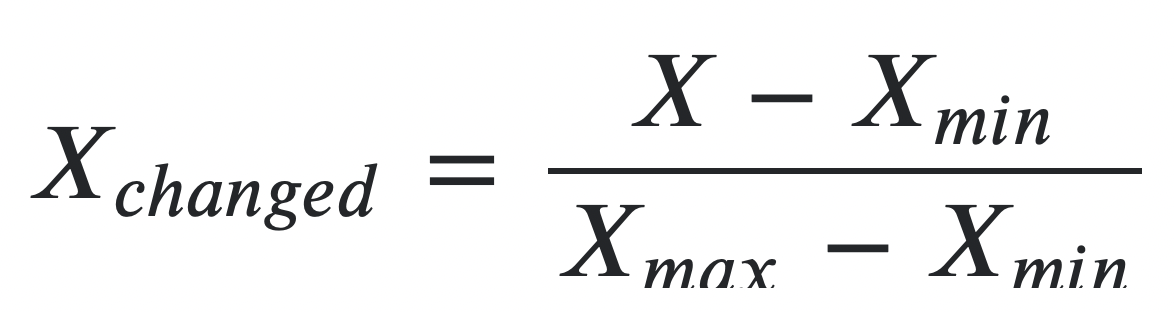 X_changed = (X − X_min) / (X_max − X_min)